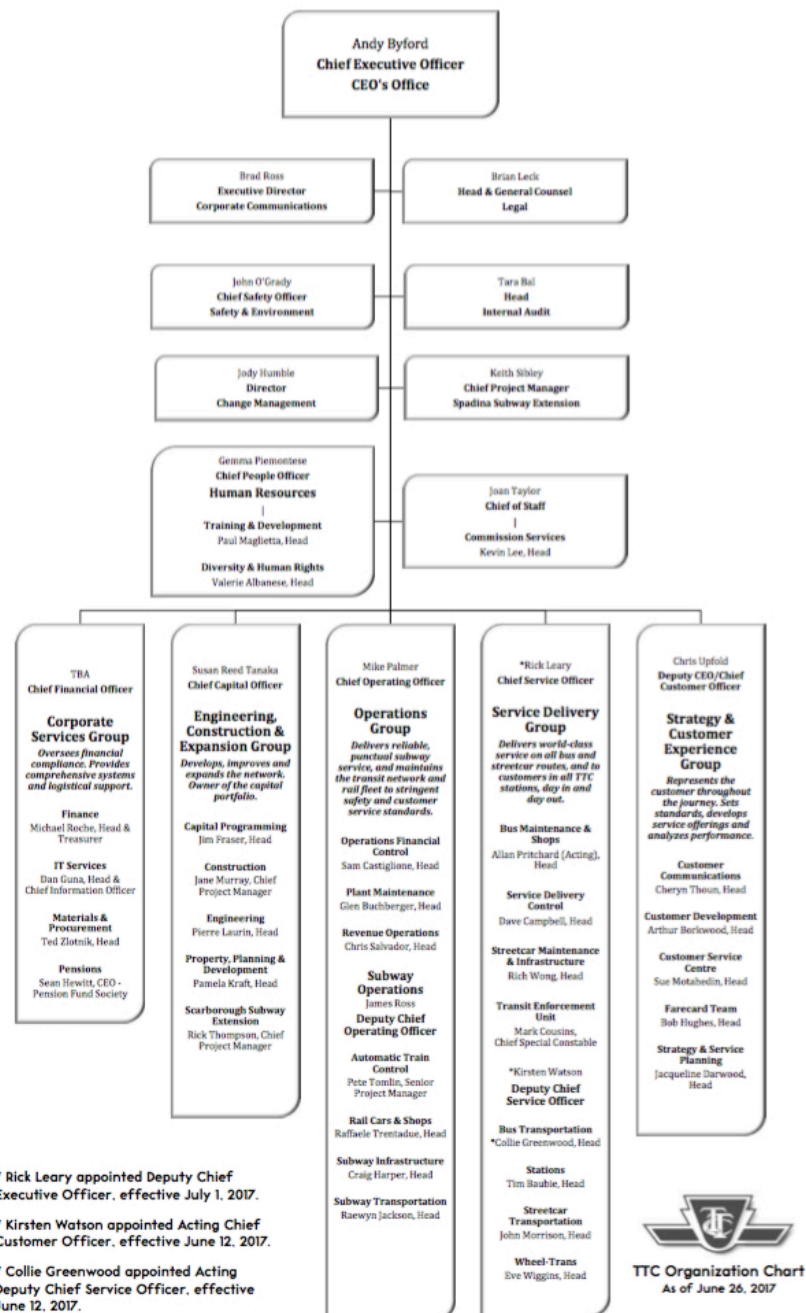 Andy Byford
Chief Executive Officer
CEO's Office
Brad Ross
Executive Director
Corporate Communications
Brian Leck
Head & General Counsel
Legal
John O'Grady
Chief Safety Officer
Safety & Environment
Tara Bal
Head
Internal Audit
Jody Humble
Director
Change Management
Keith Sibley
Chief Project Manager
Spadina Subway Extension
Gemma Piemontese
Chief People Officer
Human Resources
Training & Development
Paul Maglietta, Head
Diversity & Human Rights
Valerie Albanese, Head
Joan Taylor
Chief of Staff
Commission Services
Kevin Lee, Head
TBA
Chief Financial Officer
Corporate
Services Group
Oversees financial
compliance. Provides
comprehensive systems
and logistical support.
Finance
Michael Roche, Head &
Treasurer
IT Services
Dan Guna, Head &
Chief Information Officer
Materials &
Procurement
Ted Zlotnik, Head
Pensions
Sean Hewitt, CEO -
Pension Fund Society
Susan Reed Tanaka
Chief Capital Officer
Engineering,
Construction &
Expansion Group
Develops, improves and
expands the network.
Owner of the capital
portfolio.
Capital Programming
Jim Fraser, Head
Construction
Jane Murray, Chief
Project Manager
Engineering
Pierre Laurin, Head
Property, Planning &
Development
Pamela Kraft, Head
Scarborough Subway
Extension
Rick Thompson, Chief
Project Manager
Mike Palmer
Chief Operating Officer
Operations
Group
Delivers reliable,
punctual subway
service, and maintains
the transit network and
rail fleet to stringent
safety and customer
service standards.
Operations Financial
Control
Sam Castiglione, Head
Plant Maintenance
Glen Buchberger, Head
Revenue Operations
Chris Salvador, Head
Subway
Operations
James Ross
Deputy Chief
Operating Officer
Automatic Train
Control
Pete Tomlin, Senior
Project Manager
Rail Cars & Shops
Raffaele Trentadue, Head
Subway Infrastructure
Craig Harper, Head
Subway Transportation
Raewyn Jackson, Head
*Rick Leary
Chief Service Officer
Service Delivery
Group
Delivers world-class
service on all bus and
streetcar routes, and to
customers in all TTC
stations, day in and
day out.
Bus Maintenance &
Shops
Allan Pritchard (Acting),
Head
Service Delivery
Control
Dave Campbell, Head
Streetcar Maintenance
& Infrastructure
Rich Wong, Head
Transit Enforcement
Unit
Mark Cousins,
Chief Special Constable
*Kirsten Watson
Deputy Chief
Service Officer
Bus Transportation
*Collie Greenwood, Head
Stations
Tim Baubie, Head
Streetcar
Transportation
John Morrison, Head
Wheel-Trans
Eve Wiggins, Head
Chris Upfold
Deputy CEO/Chief
Customer Officer
Strategy &
Customer
Experience
Group
Represents the
customer throughout
the journey. Sets
standards, develops
service offerings and
analyzes performance.
Customer
Communications
Cheryn Thoun, Head
Customer Development
Arthur Borkwood, Head
Customer Service
Centre
Sue Motahedin, Head
Farecard Team
Bob Hughes, Head
Strategy & Service
Planning
Jacqueline Darwood,
Head
* Rick Leary appointed Deputy Chief
Executive Officer, effective July 1, 2017.
* Kirsten Watson appointed Acting Chief
Customer Officer, effective June 12, 2017.
* Collie Greenwood appointed Acting
Deputy Chief Service Officer, effective
June 12, 2017.
TTC
TTC Organization Chart
As of June 26, 2017